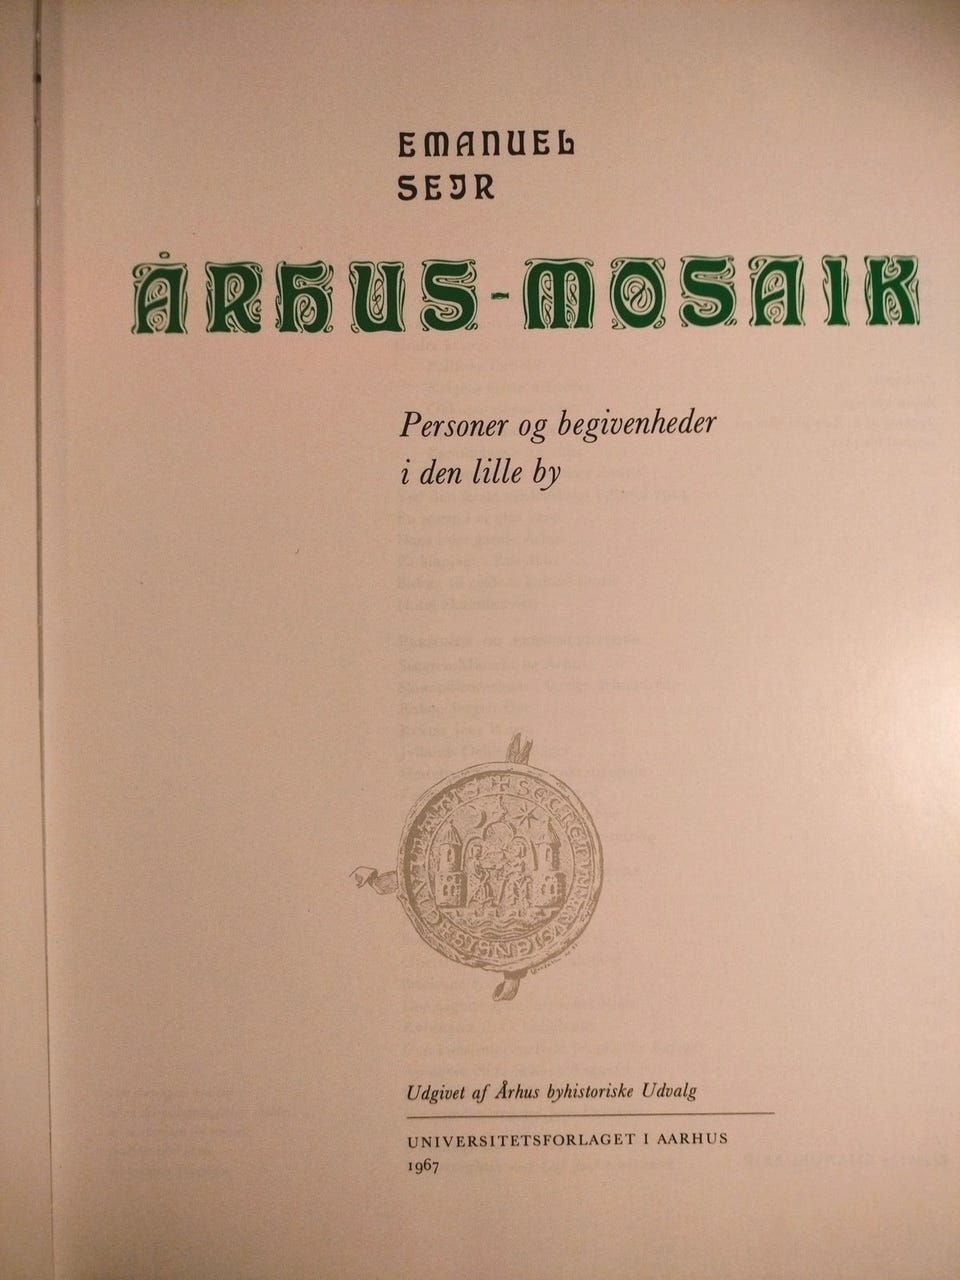 EMANUEL
SEJR
ÅRHUS-MOSAIK
Personer og begivenheder
i den lille by
Udgivet af Århus byhistoriske Udvalg
UNIVERSITETSFORLAGET I AARHUS
1967